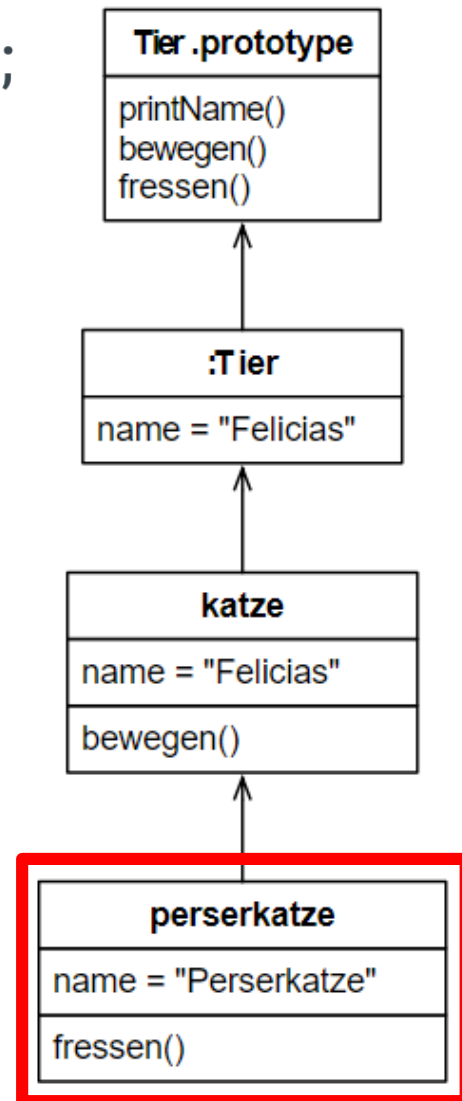 ;
Tier.prototype
printName()
bewegen()
fressen()
:Tier
name = "Felicias"
katze
name = "Felicias"
bewegen()
perserkatze
name = "Perserkatze"
fressen()